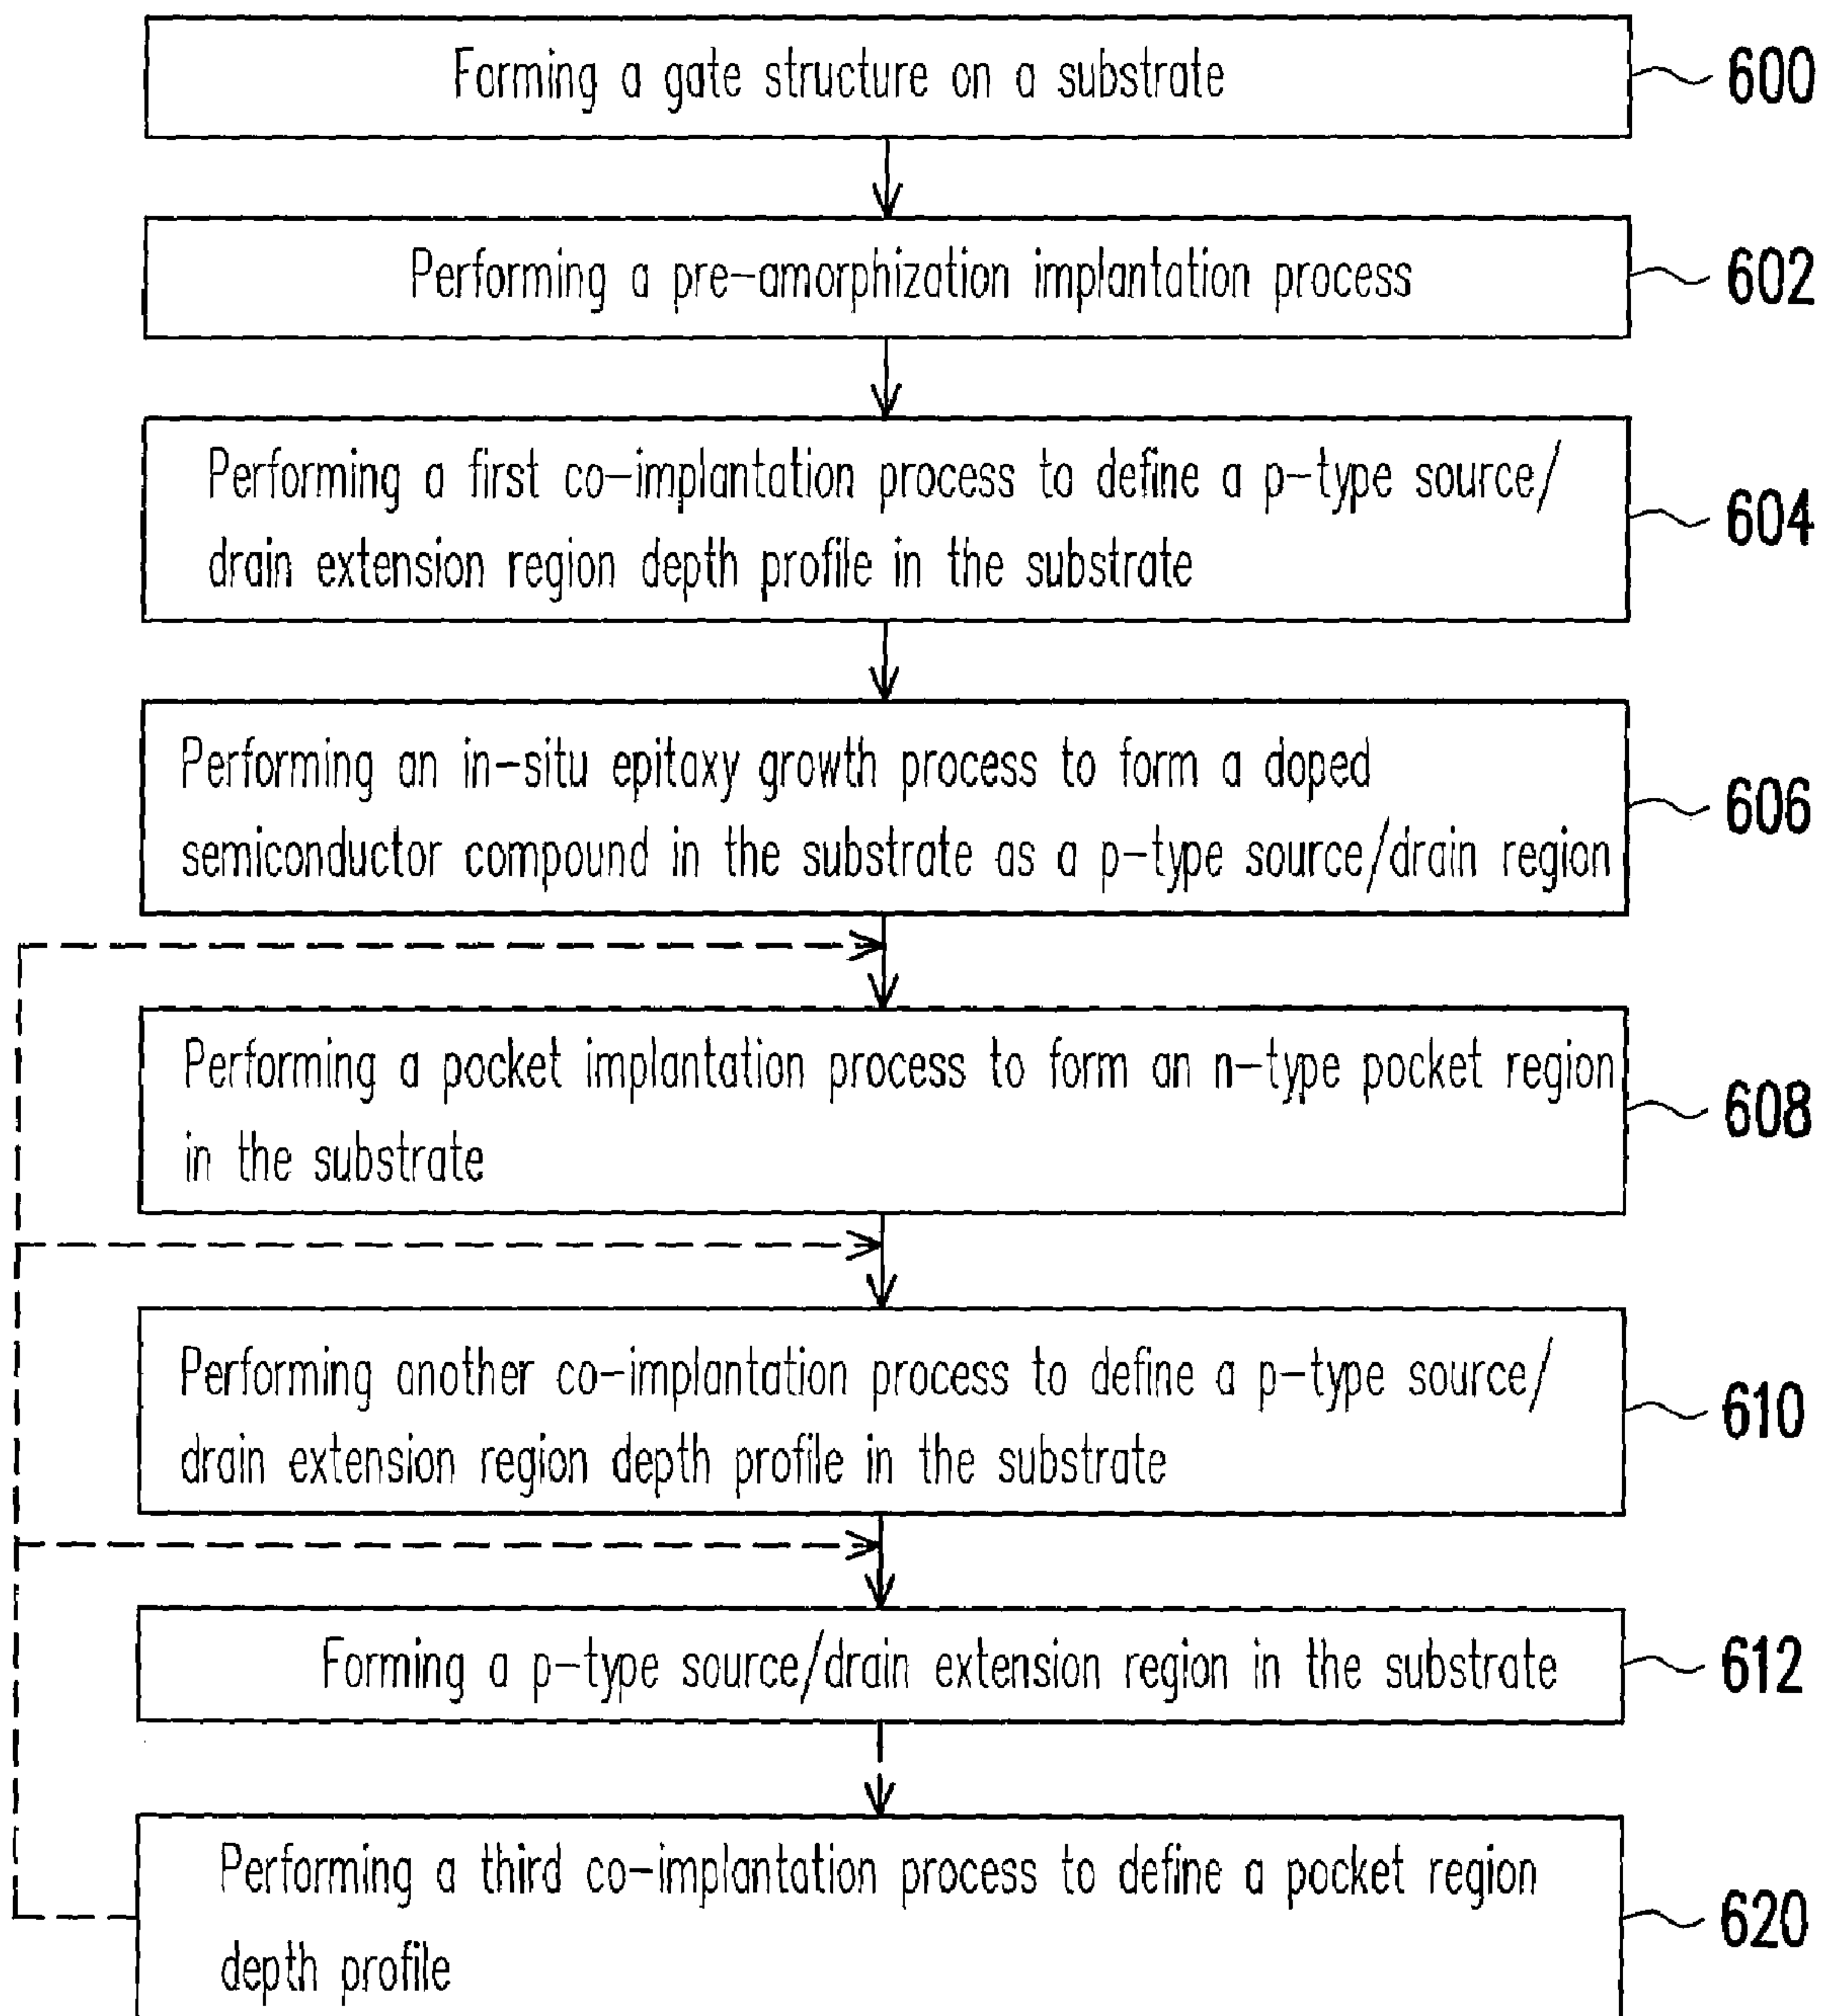 Forming a gate structure on a substrate
600
Performing a pre-amorphization implantation process
602
Performing a first co-implantation process to define a p-type source/
drain extension region depth profile in the substrate
604
Performing an in-situ epitaxy growth process to form a doped
semiconductor compound in the substrate as a p-type source/drain region
606
Performing a pocket implantation process to form an n-type pocket region
in the substrate
608
Performing another co-implantation process to define a p-type source/
drain extension region depth profile in the substrate
610
Forming a p-type source/drain extension region in the substrate
612
Performing a third co-implantation process to define a pocket region
depth profile
620